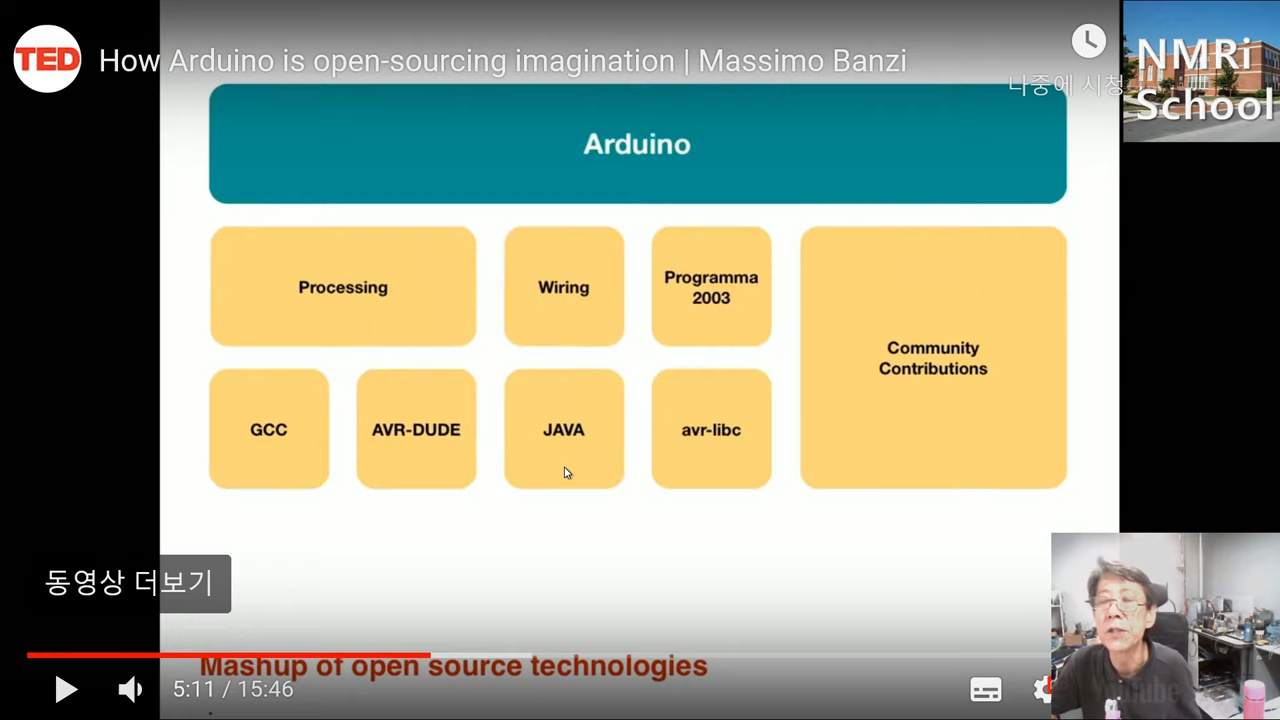 TED
How Arduino is open-sourcing imagination | Massimo Banzi
나중에 시청
NMRi
School
Arduino
Processing
Wiring
Programma
2003
Community
Contributions
GCC
AVR-DUDE
JAVA
avr-libc
동영상 더보기
Mashup of open source technologies
5:11 / 15:46